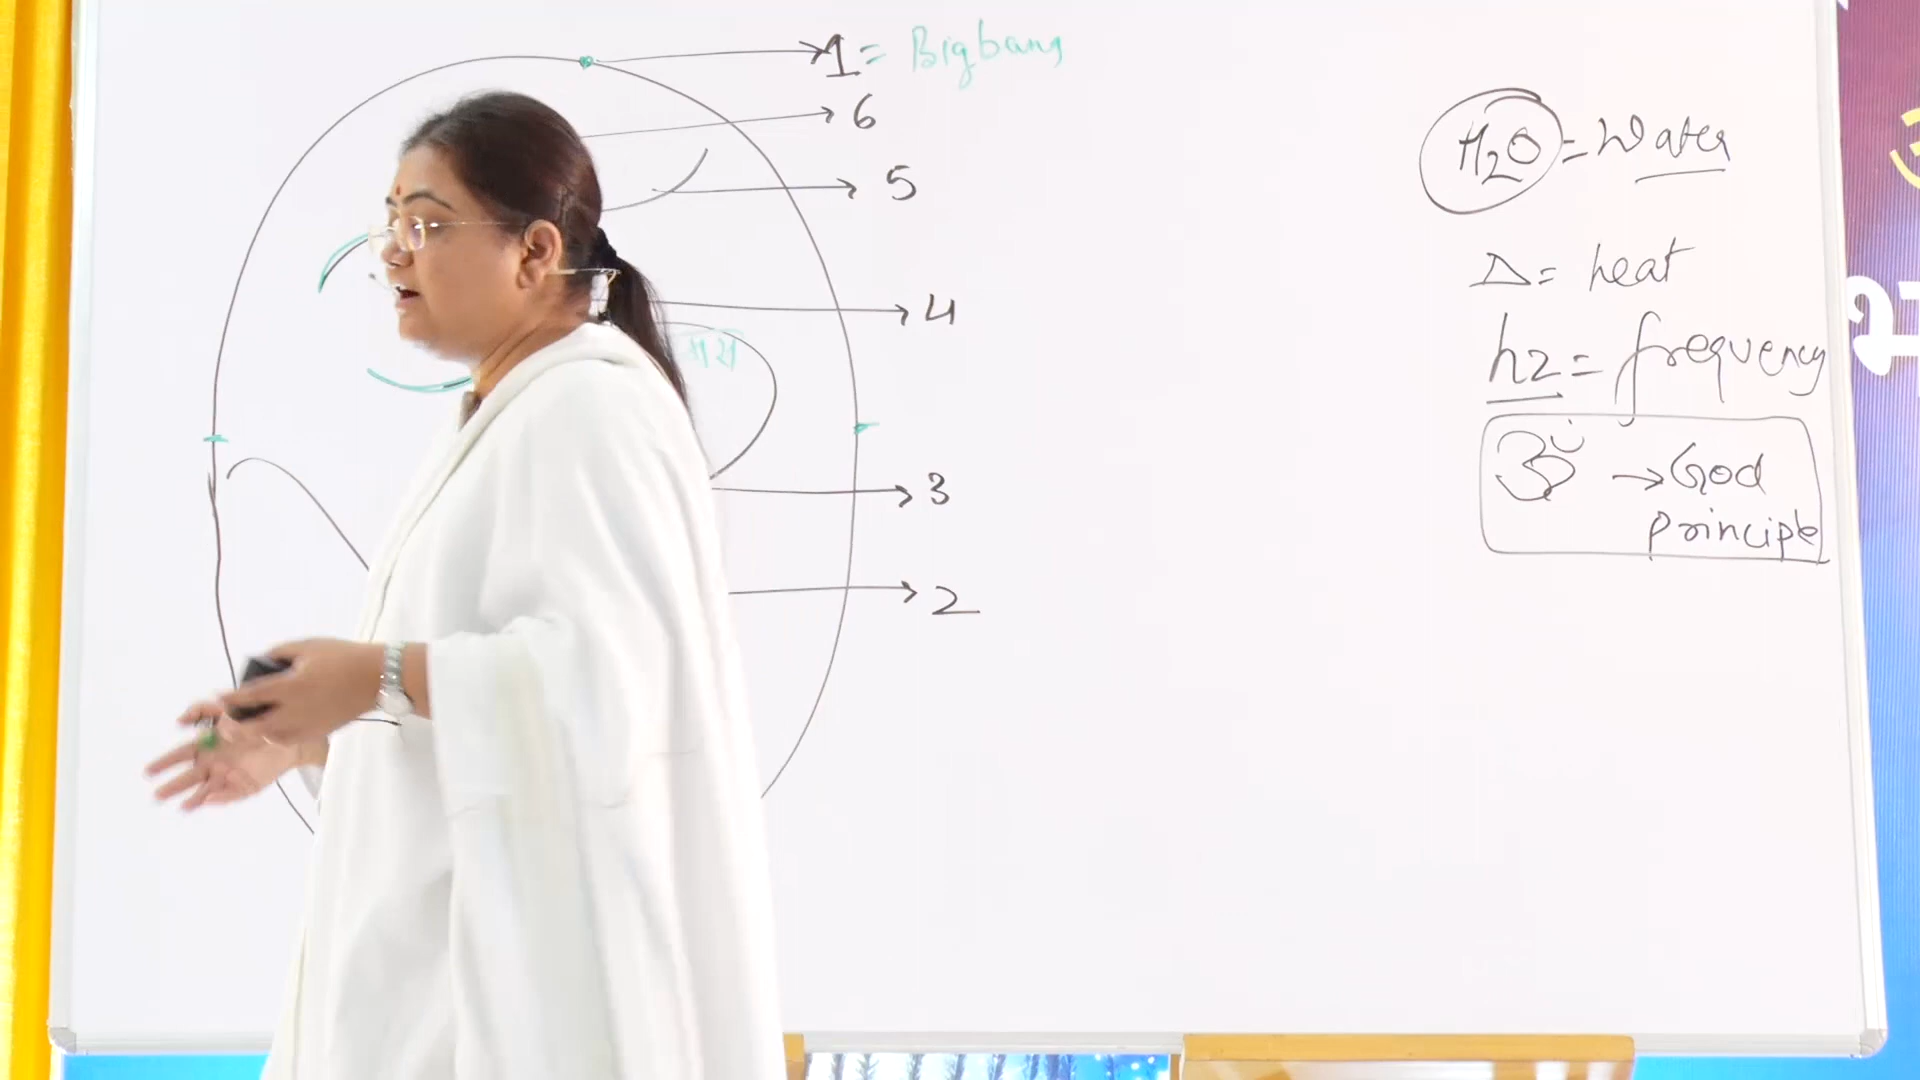 1 = Bigbang
6
5
4
3
2
H2O = Water
Δ = heat
hz = frequency
ॐ → God
principle